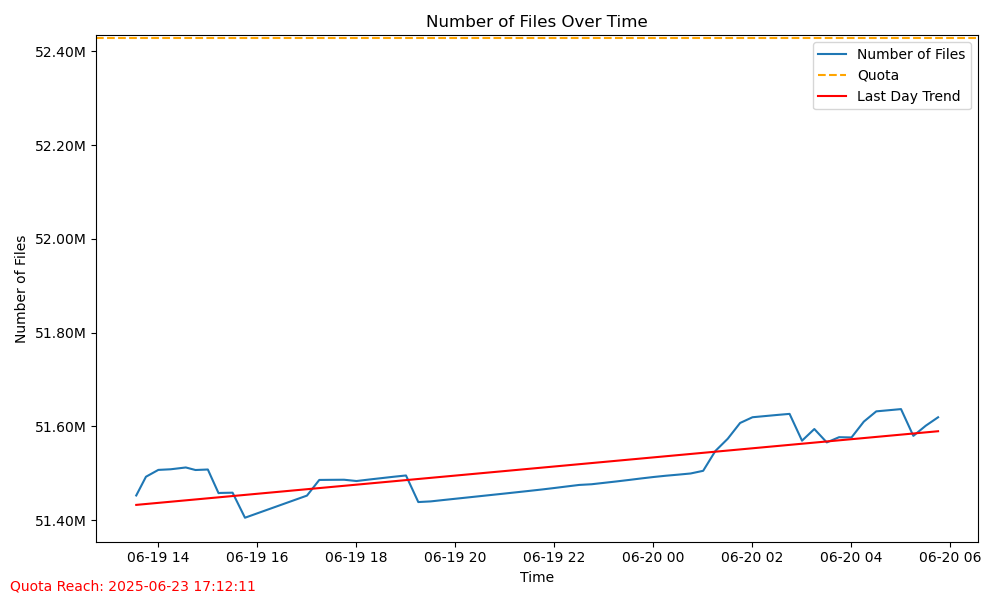 Number of Files Over Time
52.40M
52.20M
52.00M
51.80M
51.60M
51.40M
Number of Files
Number of Files
Quota
Last Day Trend
06-19 14
06-19 16
06-19 18
06-19 20
06-19 22
06-20 00
06-20 02
06-20 04
06-20 06
Time
Quota Reach: 2025-06-23 17:12:11